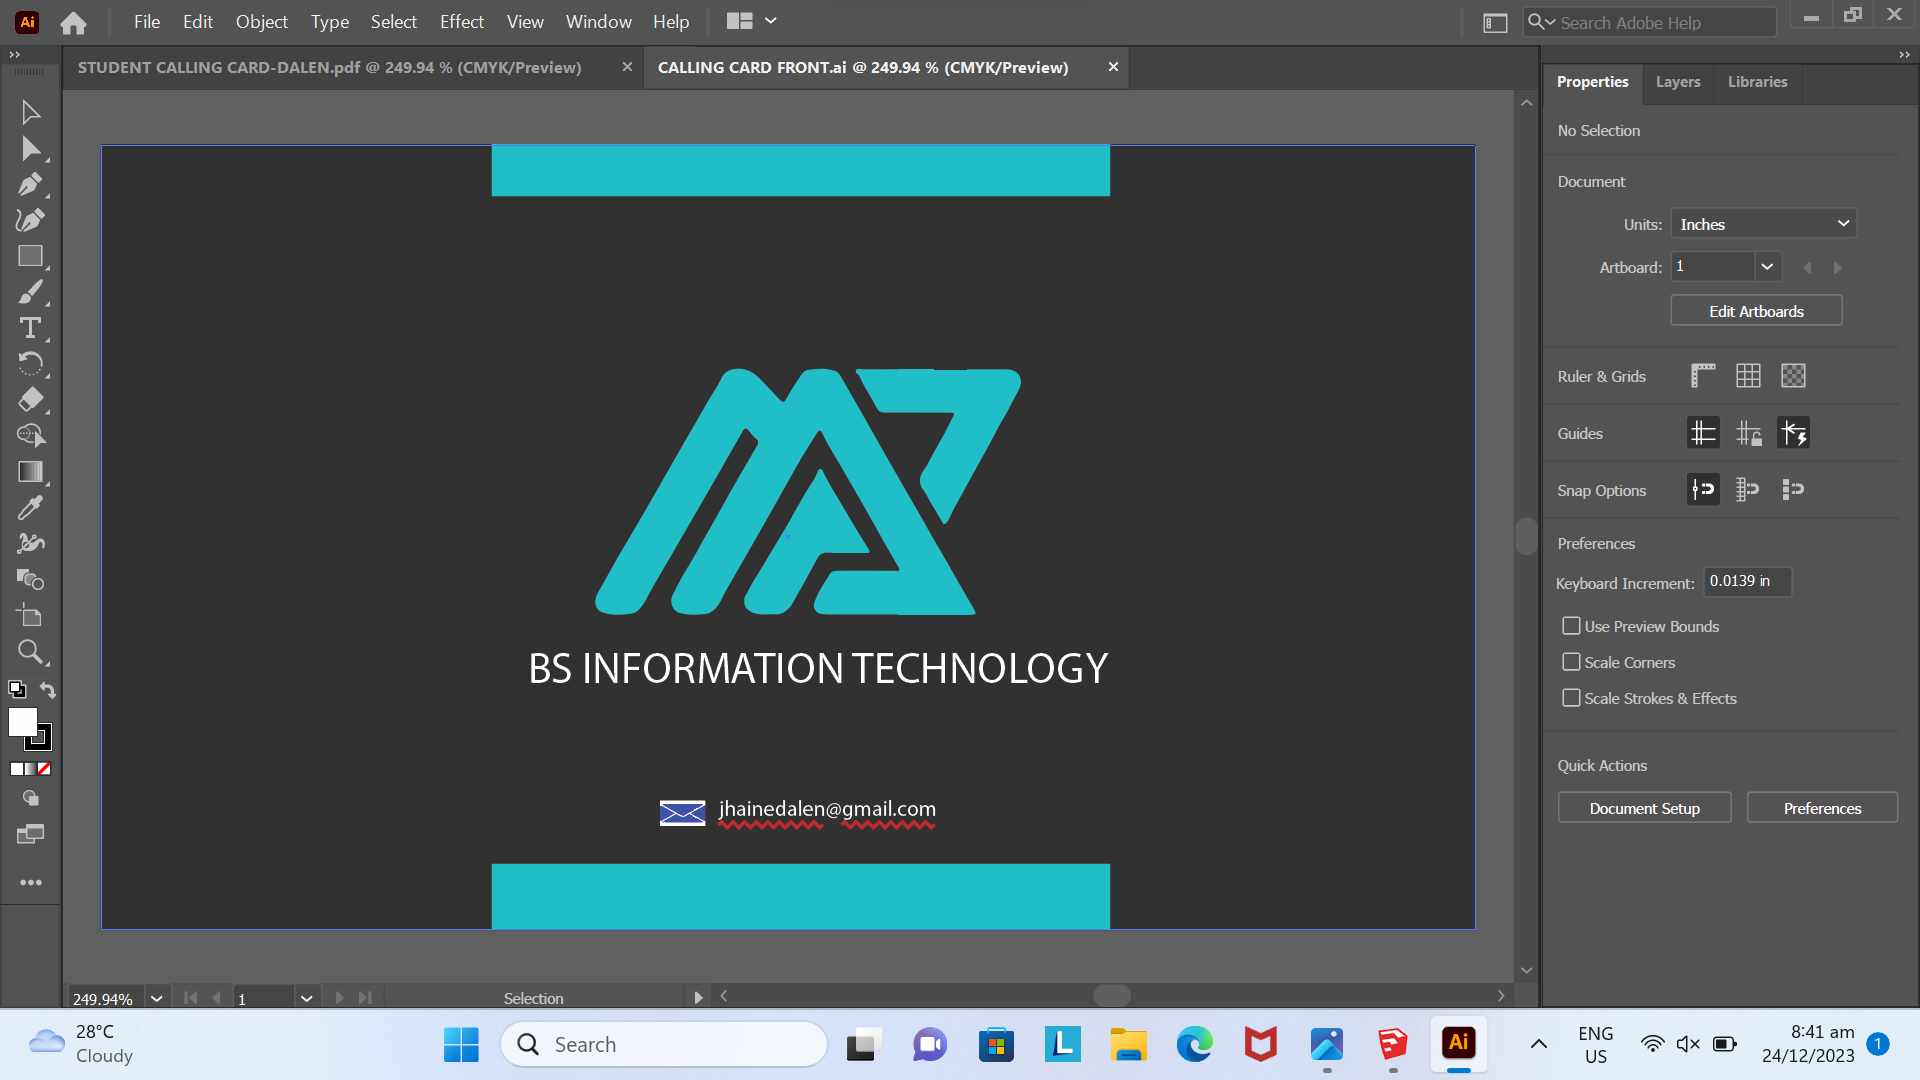 Ai File Edit Object Type Select Effect View Window Help Search Adobe Help
STUDENT CALLING CARD-DALEN.pdf @ 249.94 % (CMYK/Preview) × CALLING CARD FRONT.ai @ 249.94 % (CMYK/Preview) ×
Properties Layers Libraries
No Selection
Document
Units: Inches
Artboard: 1
Edit Artboards
Ruler & Grids
Guides
Snap Options
Preferences
Keyboard Increment: 0.0139 in
Use Preview Bounds
Scale Corners
Scale Strokes & Effects
Quick Actions
Document Setup Preferences
BS INFORMATION TECHNOLOGY
jhainedalen@gmail.com
249.94% 1 Selection
28°C
Cloudy
Search
L
Ai
ENG
US
8:41 am
24/12/2023
1